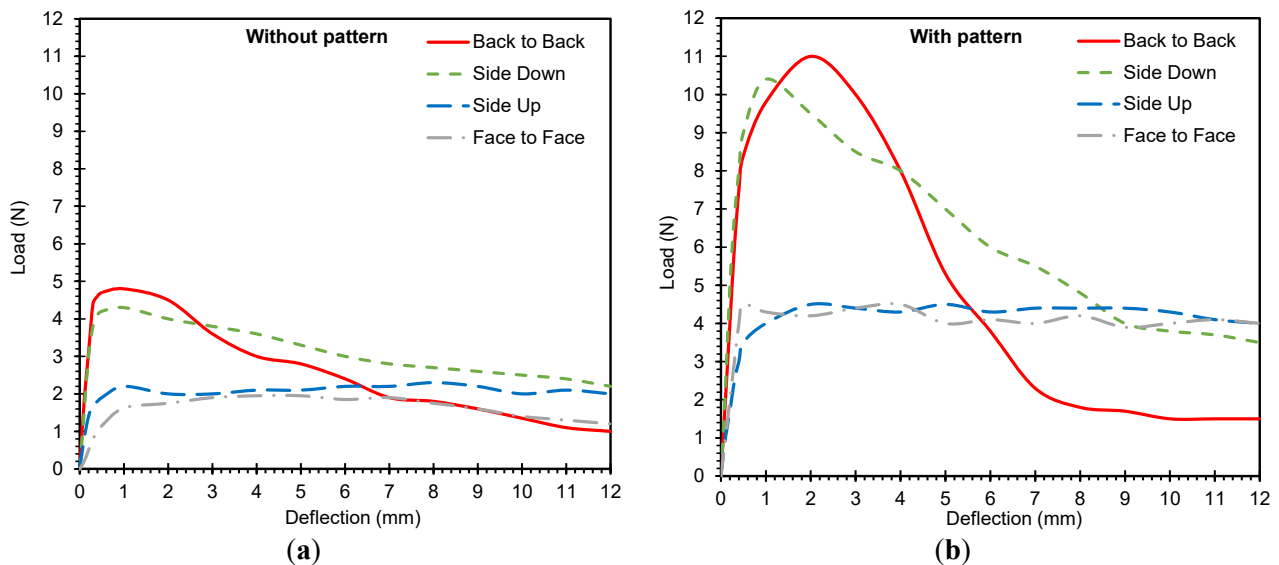 Without pattern
Back to Back
Side Down
Side Up
Face to Face
Load (N)
12
11
10
9
8
7
6
5
4
3
2
1
0
0 1 2 3 4 5 6 7 8 9 10 11 12
Deflection (mm)
(a)
With pattern
Back to Back
Side Down
Side Up
Face to Face
Load (N)
12
11
10
9
8
7
6
5
4
3
2
1
0
0 1 2 3 4 5 6 7 8 9 10 11 12
Deflection (mm)
(b)